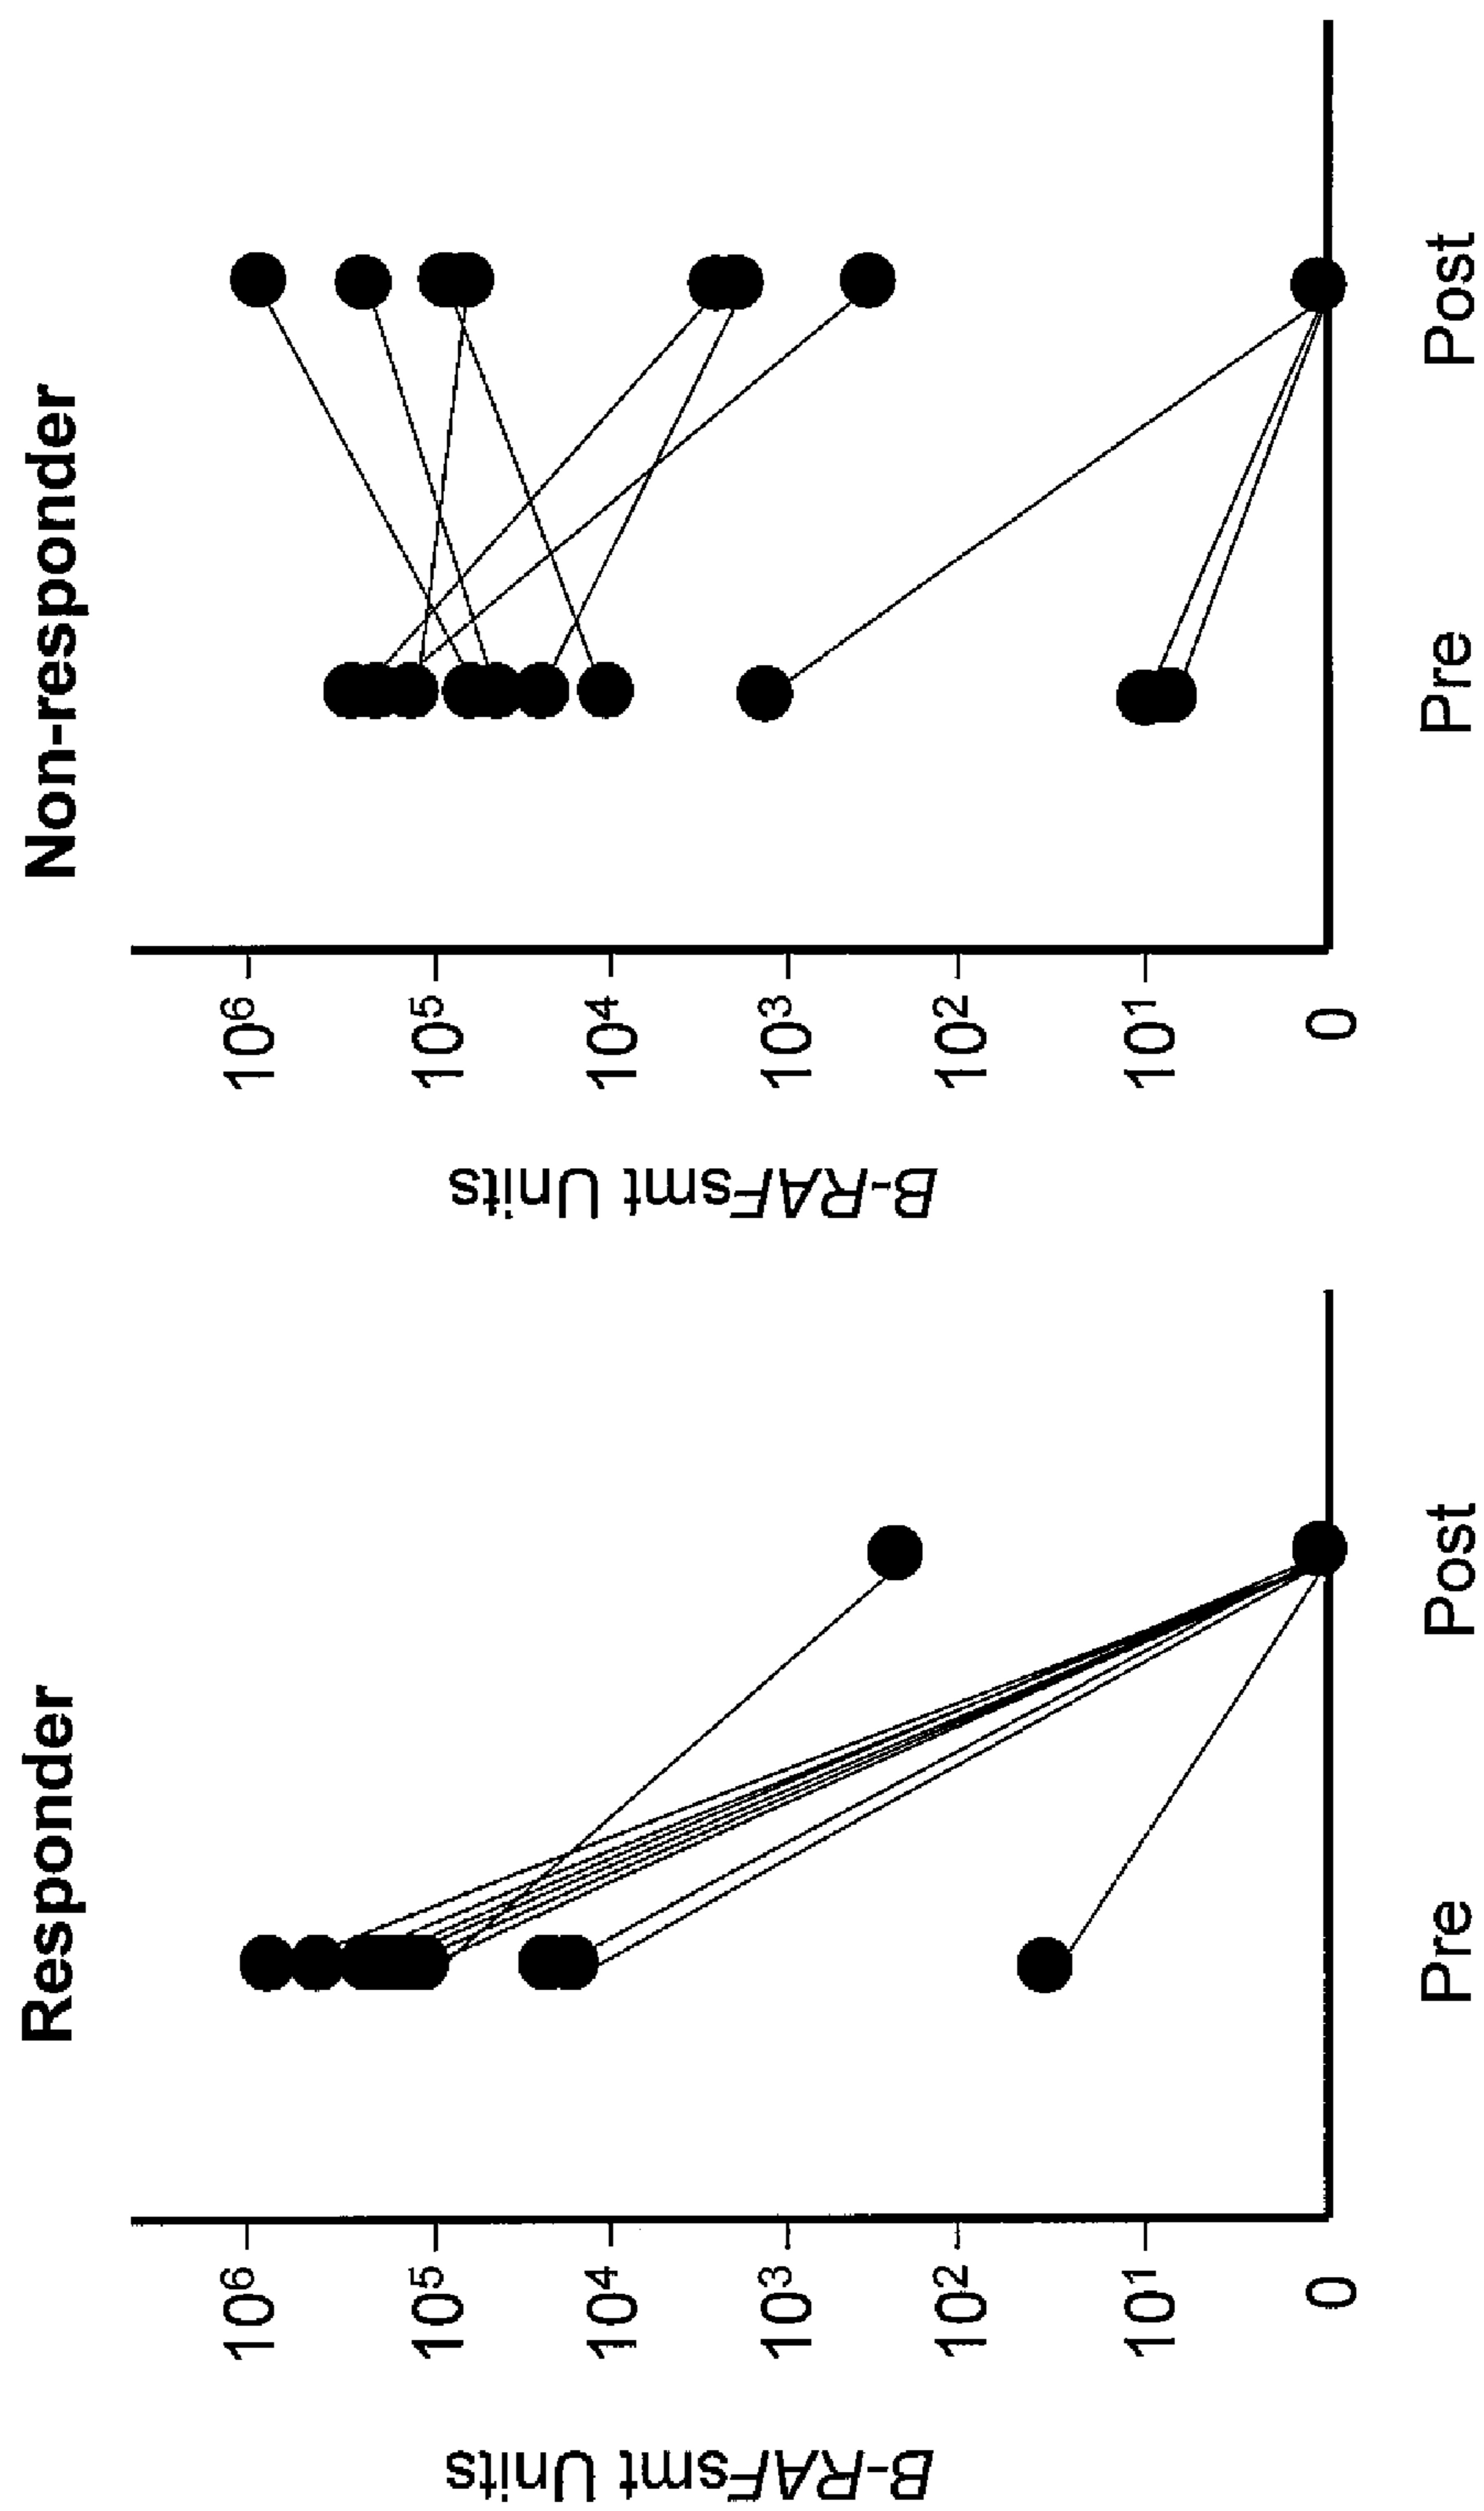 Responder
B-RAFsmt Units
10⁶
10⁵
10⁴
10³
10²
10¹
0
Pre
Post
Non-responder
B-RAFsmt Units
10⁶
10⁵
10⁴
10³
10²
10¹
0
Pre
Post